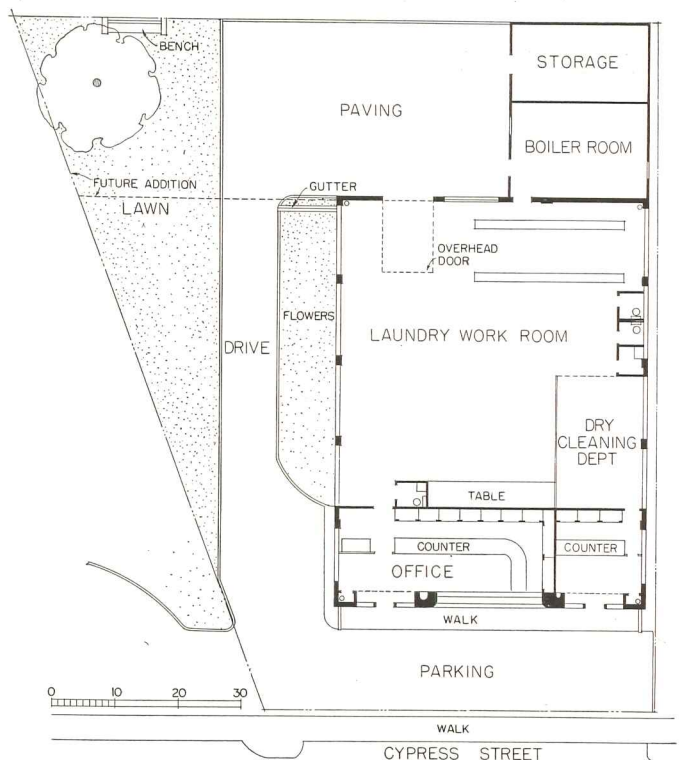 BENCH
STORAGE
PAVING
BOILER ROOM
FUTURE ADDITION
GUTTER
LAWN
OVERHEAD
DOOR
FLOWERS
LAUNDRY WORK ROOM
DRIVE
DRY
CLEANING
DEPT
TABLE
COUNTER
COUNTER
OFFICE
WALK
PARKING
0 10 20 30
WALK
CYPRESS STREET